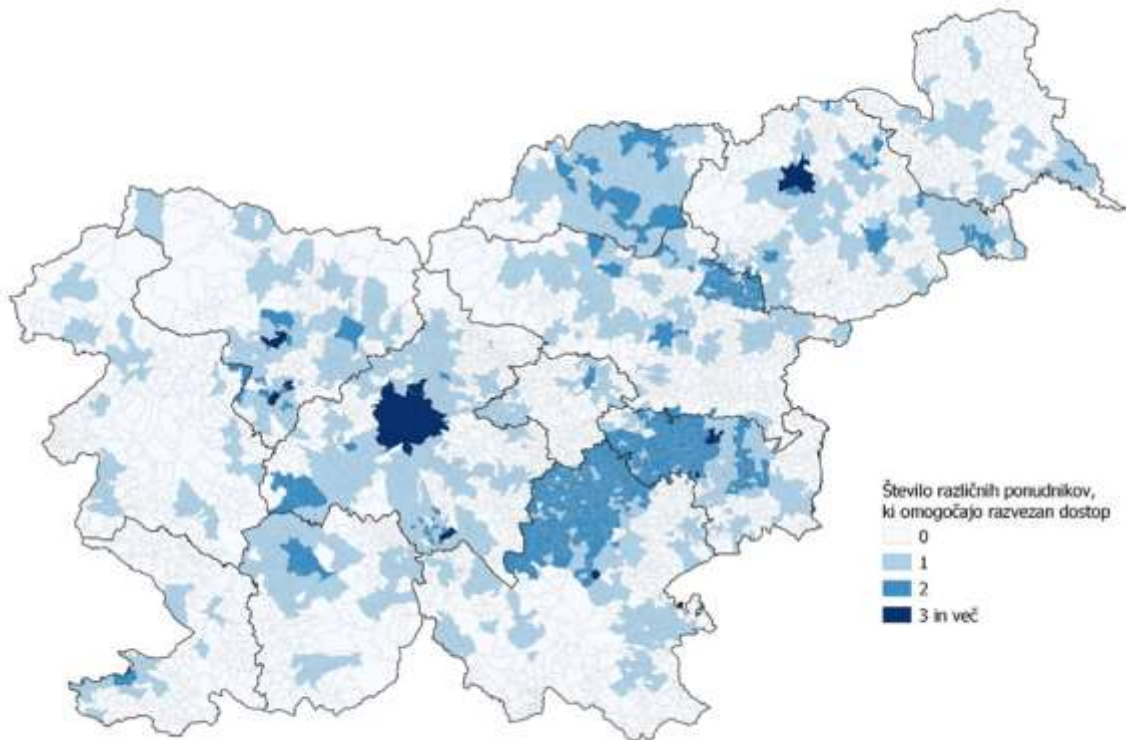 Število različnih ponudnikov,
ki omogočajo razvezan dostop
0
1
2
3 in več